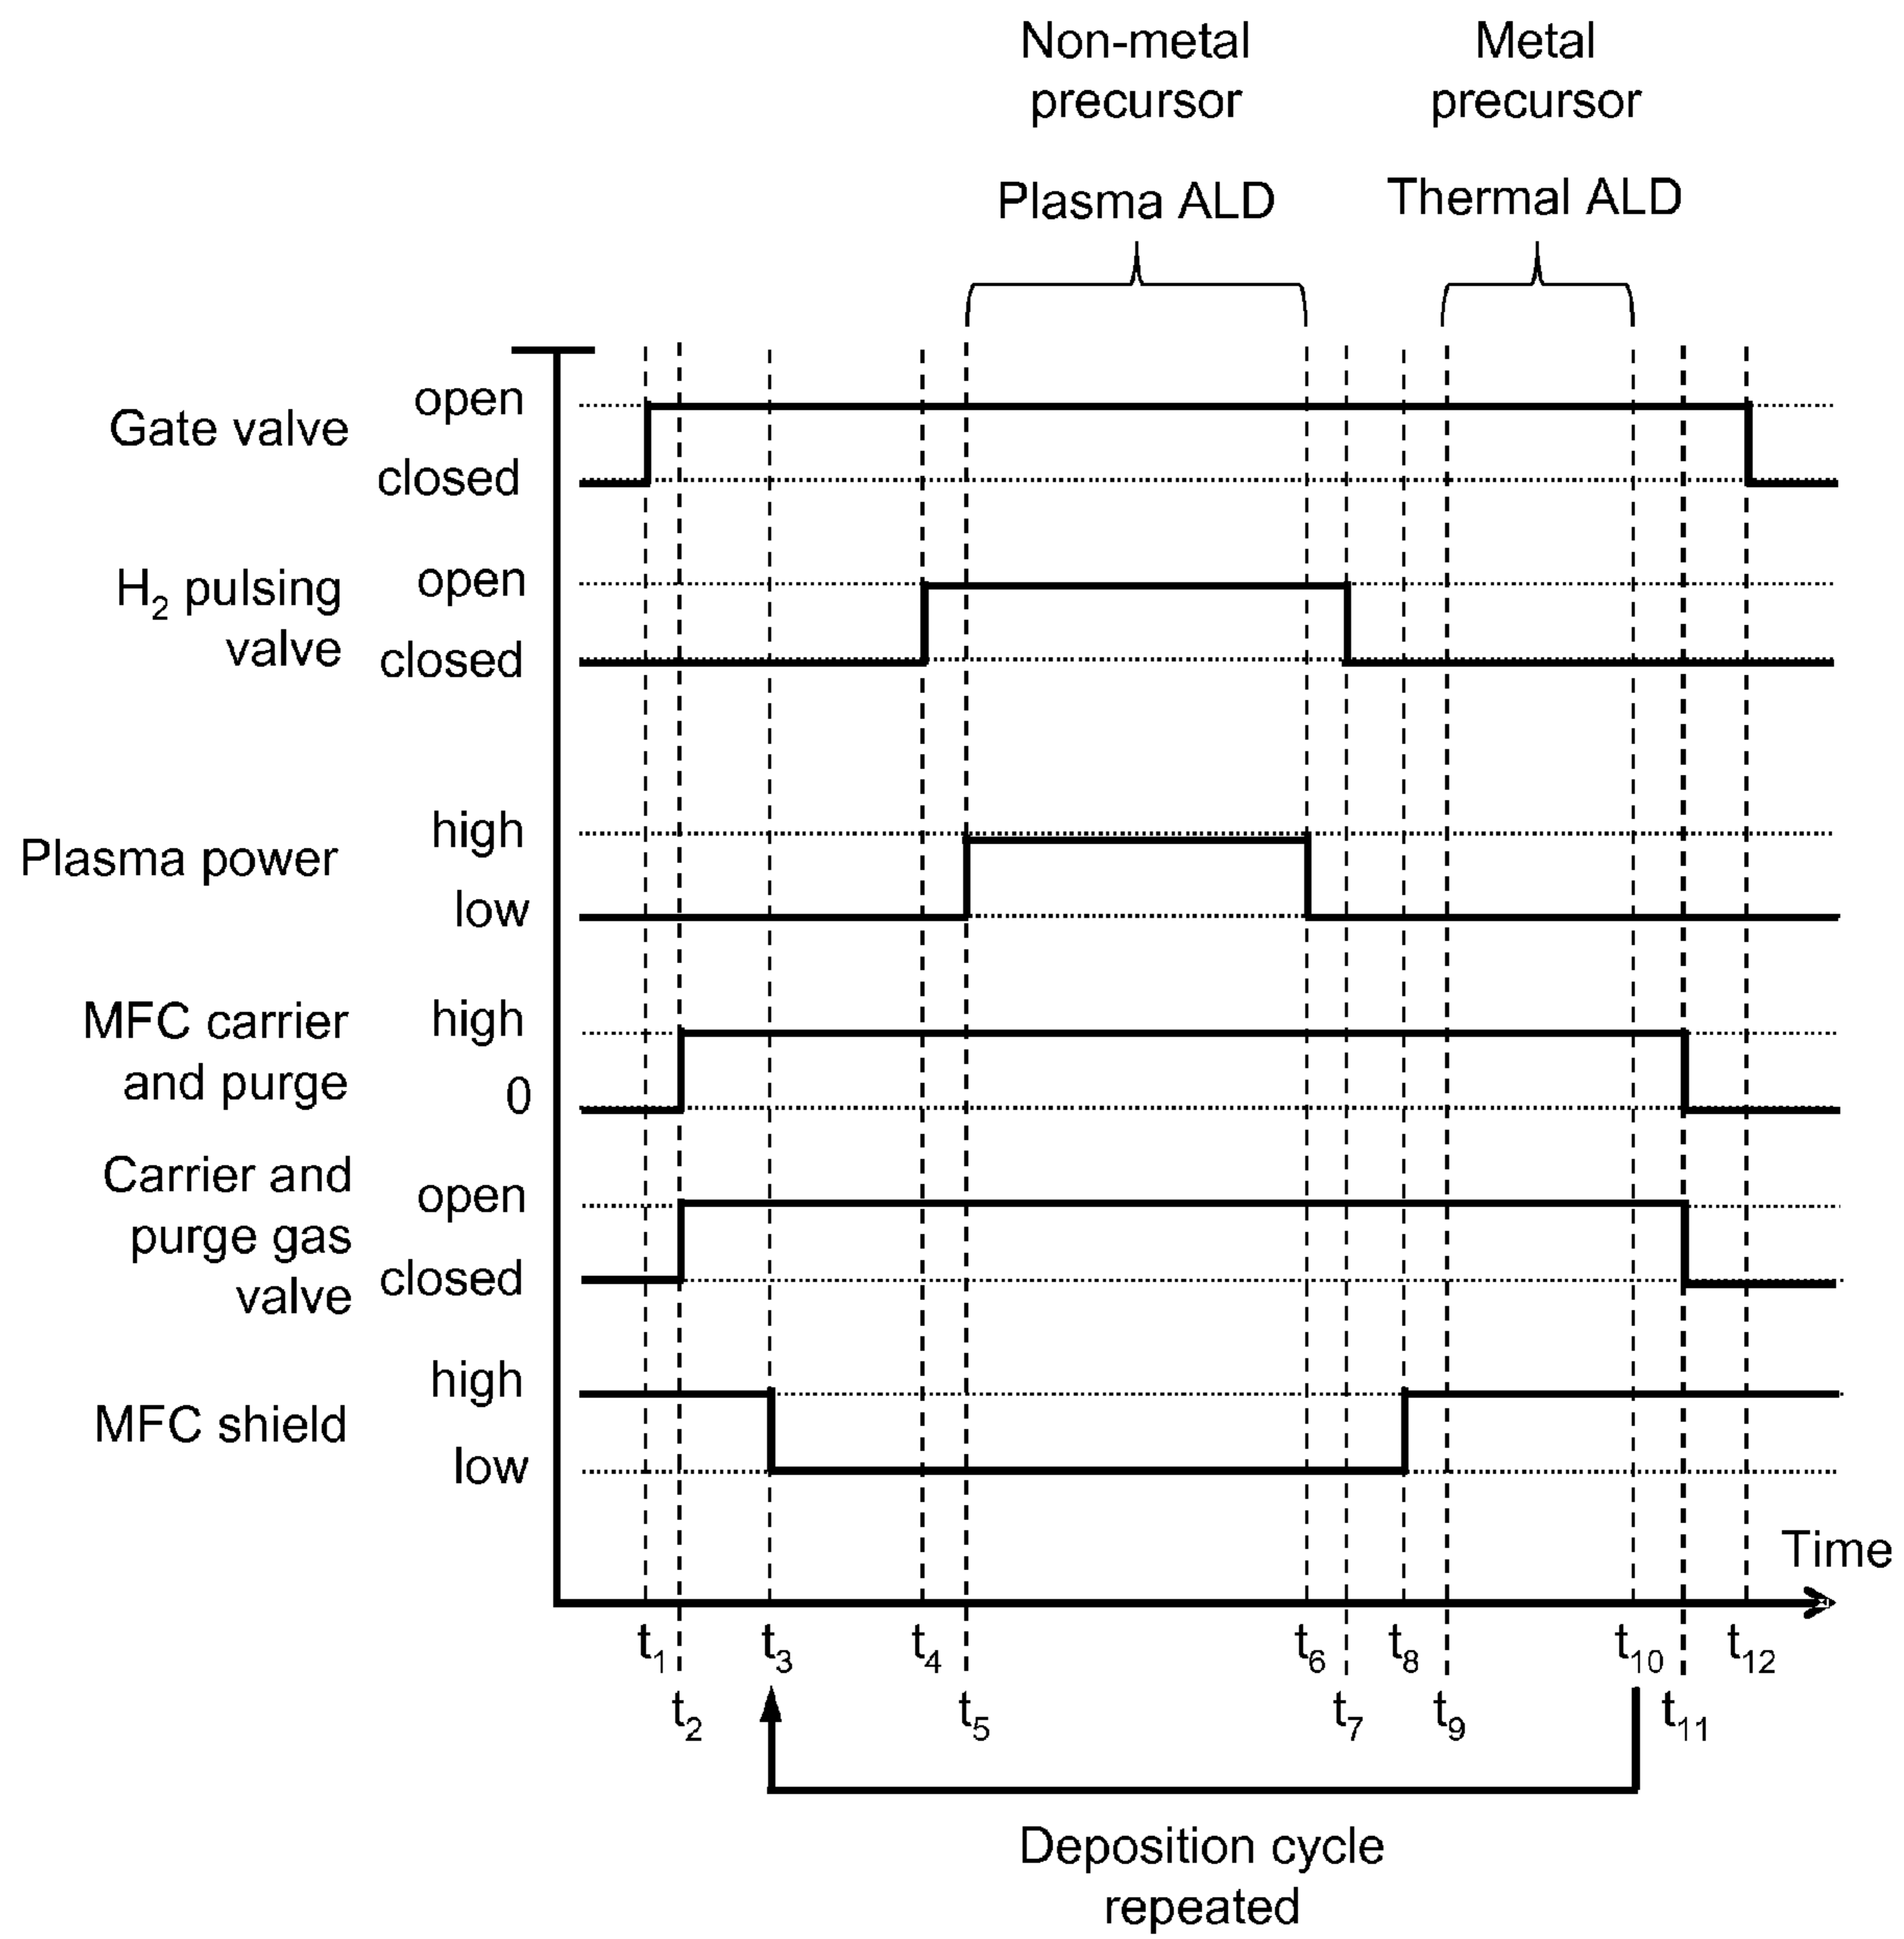 Non-metal
precursor
Metal
precursor
Plasma ALD
Thermal ALD
Gate valve
open
closed
H₂ pulsing
valve
open
closed
Plasma power
high
low
MFC carrier
and purge
high
0
Carrier and
purge gas
valve
open
closed
MFC shield
high
low
Time
t₁ t₃ t₄ t₆ t₈ t₁₀ t₁₂
t₂ t₅ t₇ t₉ t₁₁
Deposition cycle
repeated